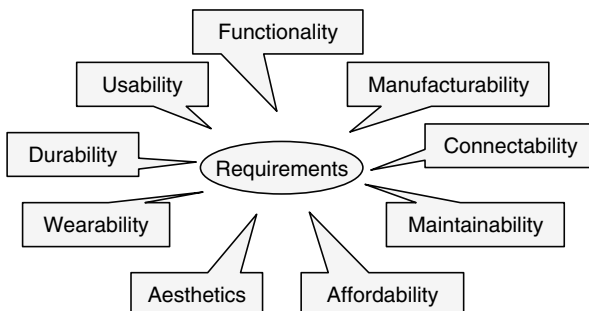 Functionality
Usability
Manufacturability
Durability
Requirements
Connectability
Wearability
Maintainability
Aesthetics
Affordability